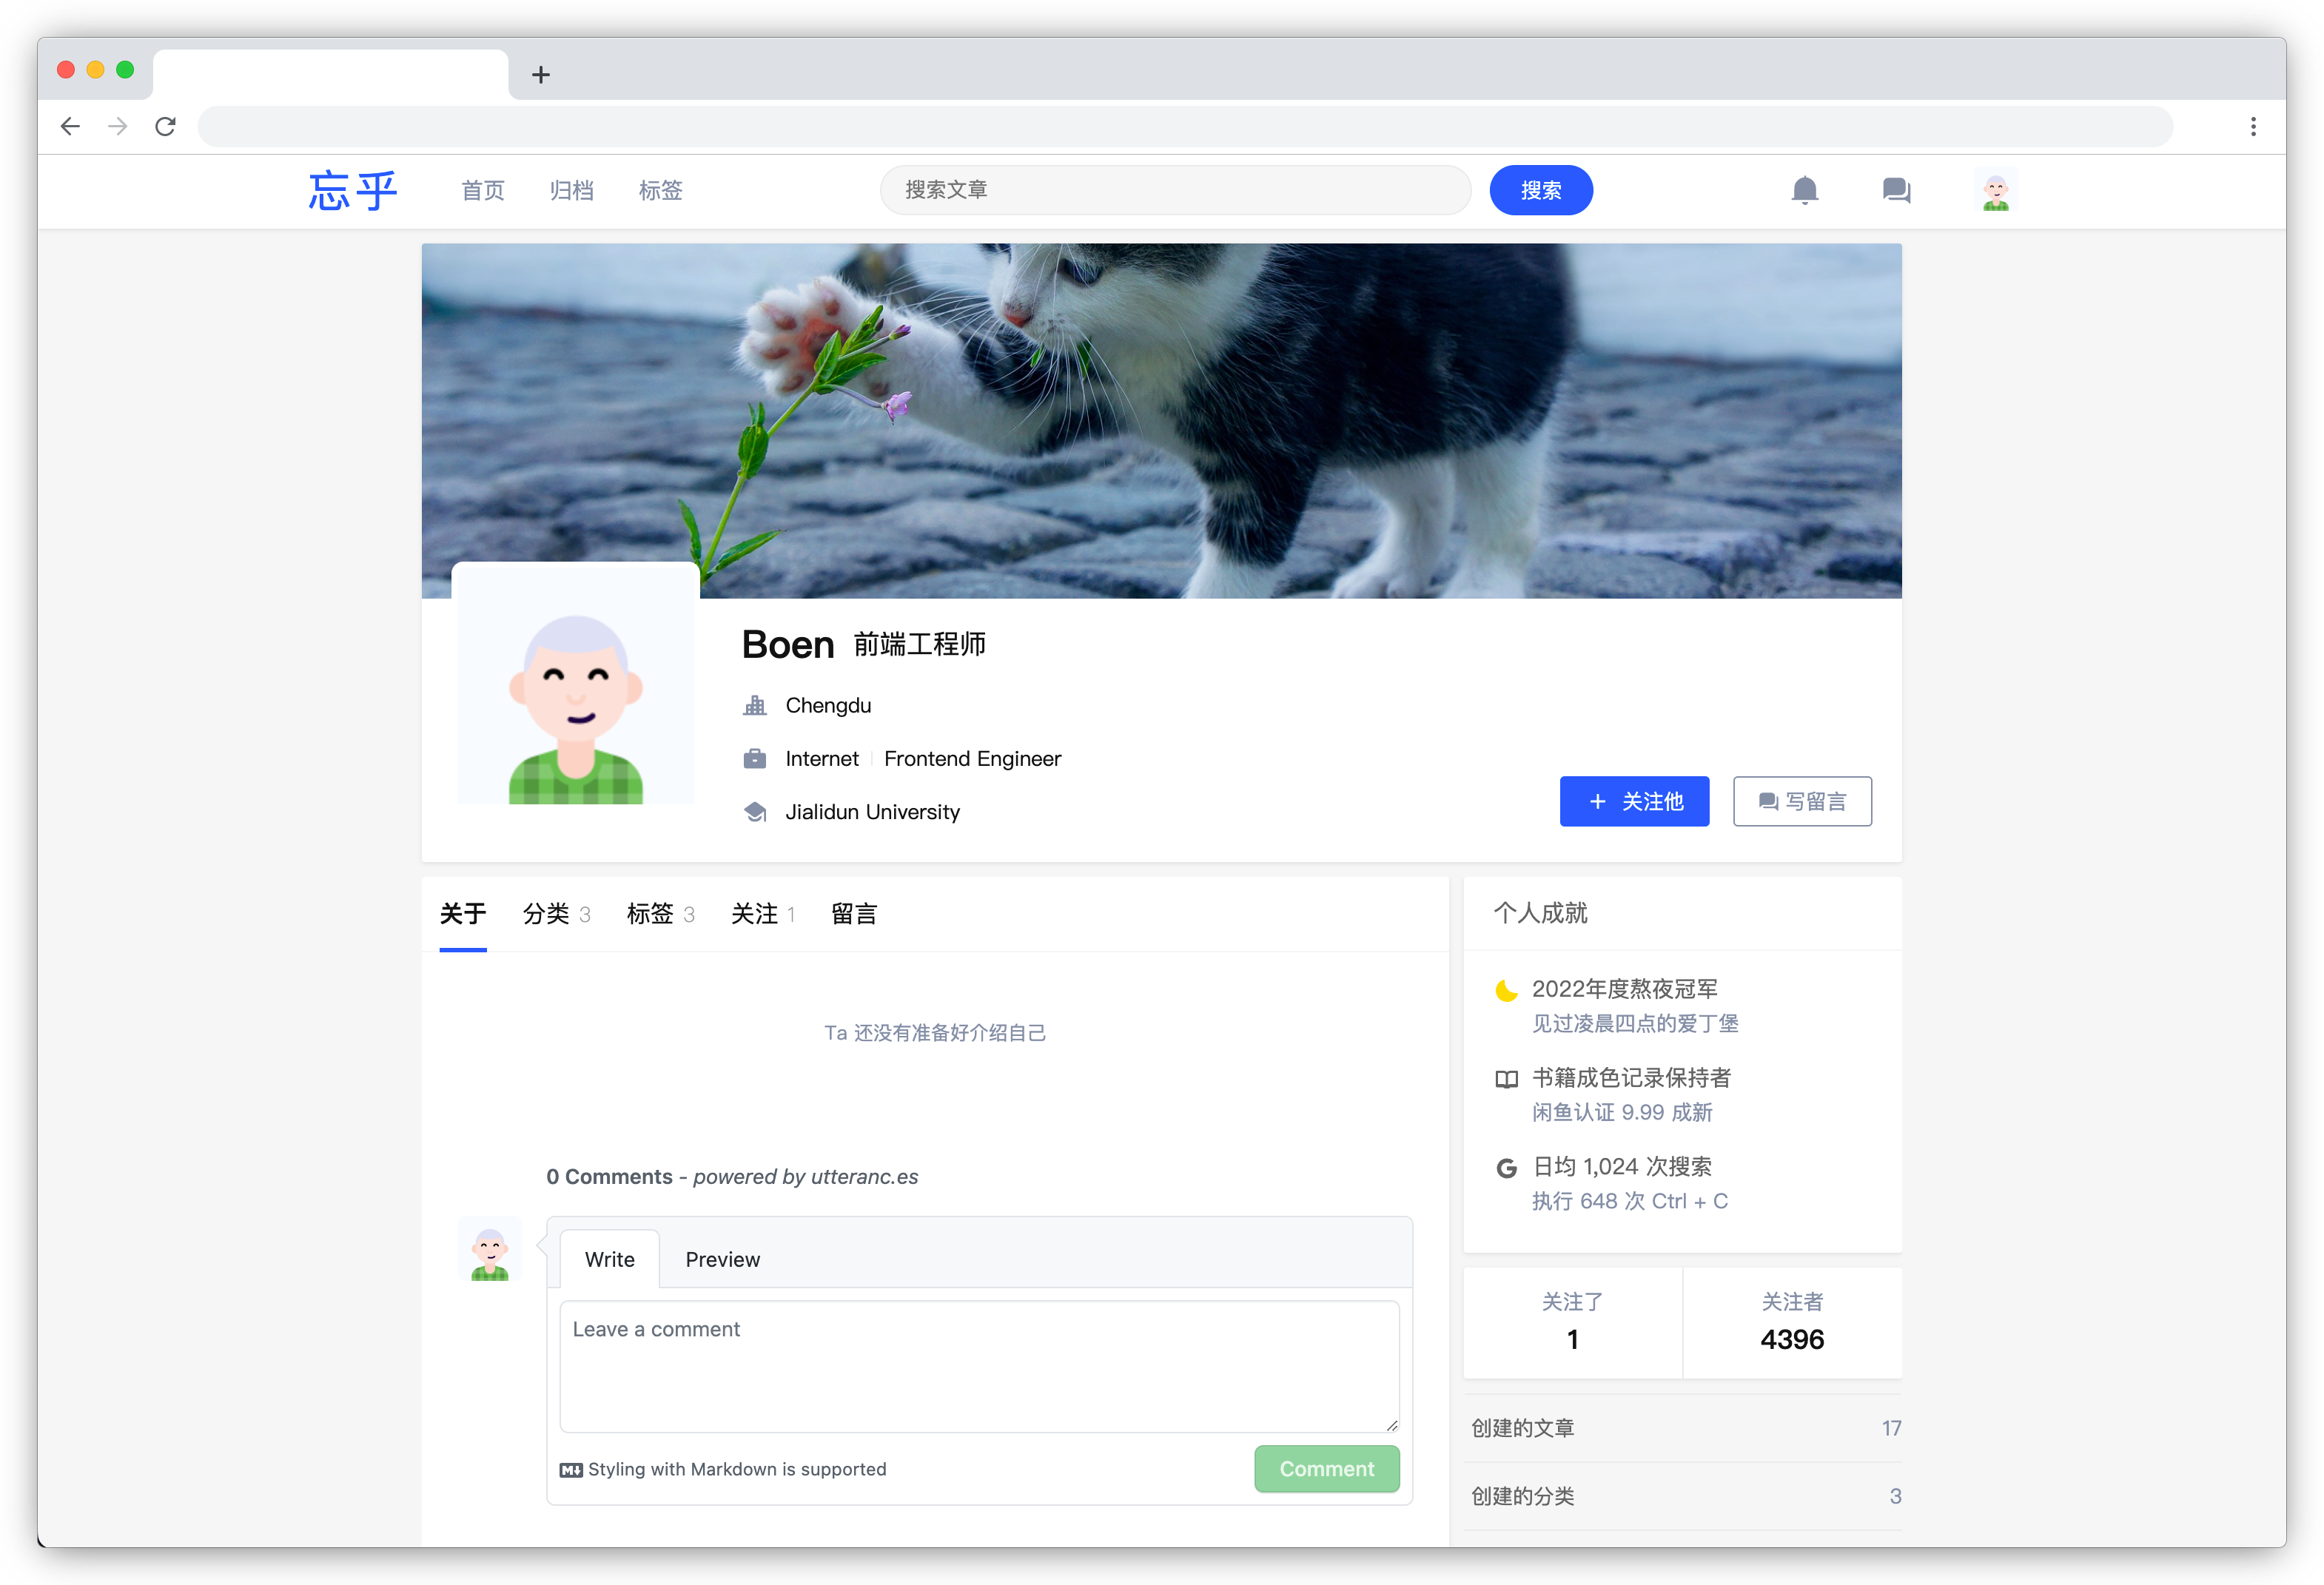 忘乎 首页 归档 标签 搜索文章 搜索
Boen 前端工程师
Chengdu
Internet Frontend Engineer
Jialidun University
关注他 写留言
关于 分类 3 标签 3 关注 1 留言
Ta 还没有准备好介绍自己
0 Comments - powered by utteranc.es
Write Preview
Leave a comment
Styling with Markdown is supported
Comment
个人成就
2022年度熬夜冠军
见过凌晨四点的爱丁堡
书籍成色记录保持者
闲鱼认证 9.99 成新
G 日均 1,024 次搜索
执行 648 次 Ctrl + C
关注了 关注者
1 4396
创建的文章 17
创建的分类 3